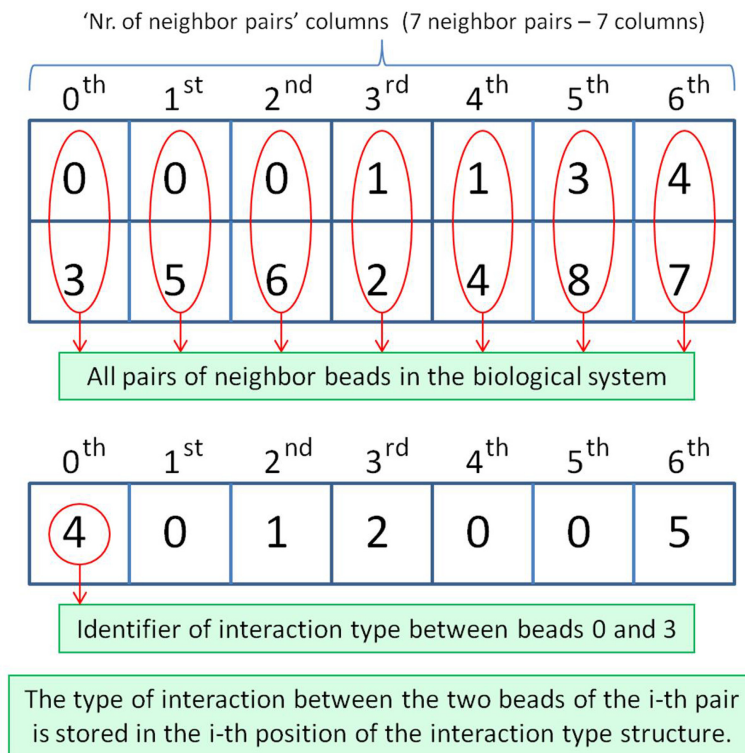 ‘Nr. of neighbor pairs’ columns (7 neighbor pairs – 7 columns)
0th 1st 2nd 3rd 4th 5th 6th
0 0 0 1 1 3 4
3 5 6 2 4 8 7
All pairs of neighbor beads in the biological system
0th 1st 2nd 3rd 4th 5th 6th
4 0 1 2 0 0 5
Identifier of interaction type between beads 0 and 3
The type of interaction between the two beads of the i-th pair
is stored in the i-th position of the interaction type structure.